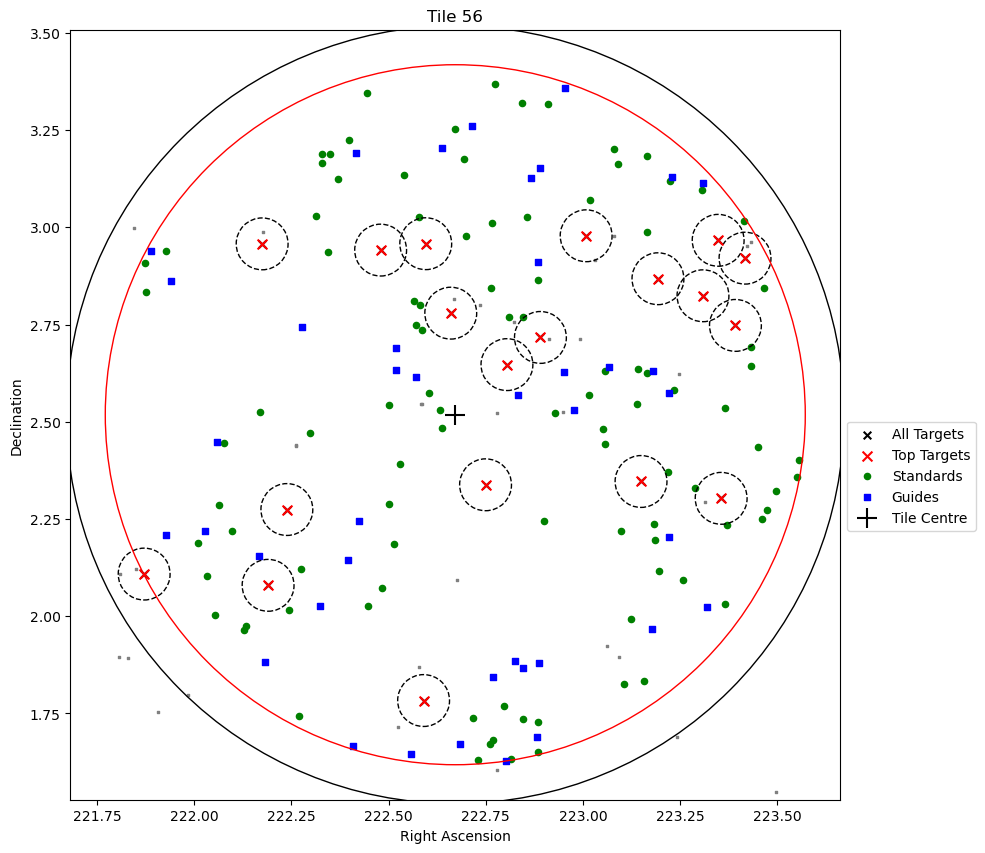 Tile 56
3.50
3.25
3.00
2.75
2.50
2.25
2.00
1.75
Declination
221.75 222.00 222.25 222.50 222.75 223.00 223.25 223.50
Right Ascension
All Targets
Top Targets
Standards
Guides
Tile Centre